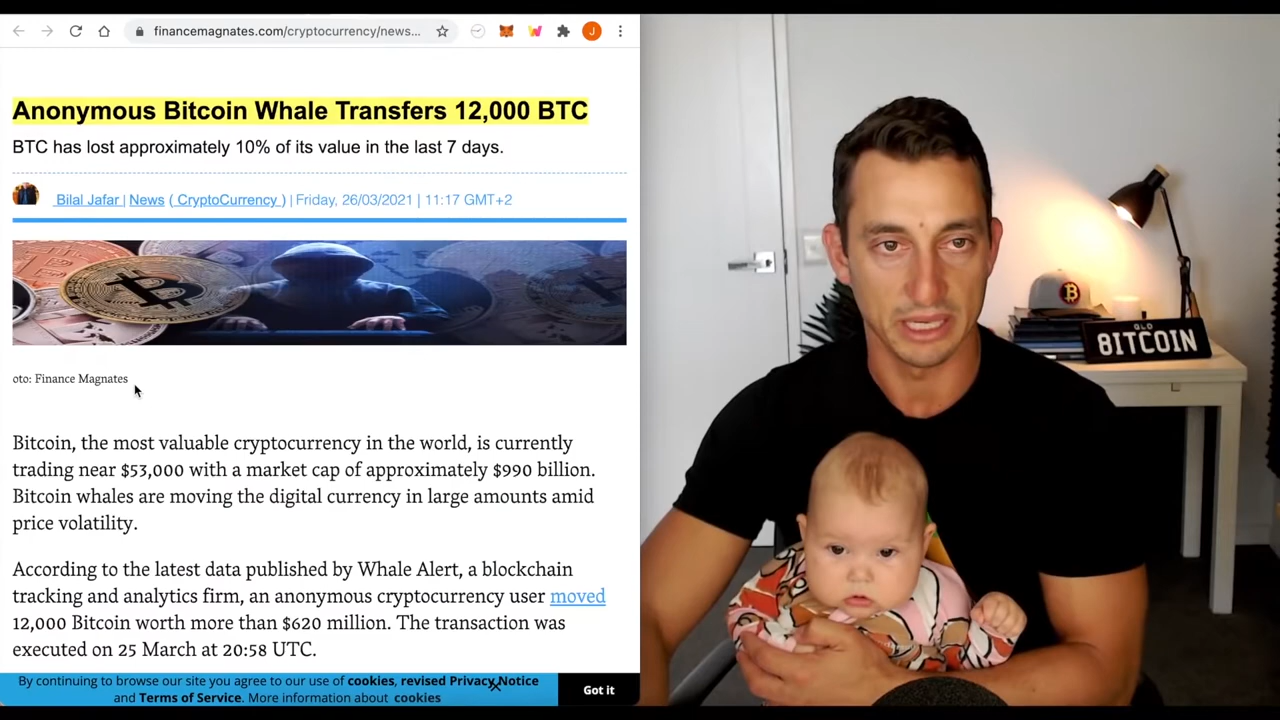 financemagnates.com/cryptocurrency/news...
J
Anonymous Bitcoin Whale Transfers 12,000 BTC
BTC has lost approximately 10% of its value in the last 7 days.
Bilal Jafar | News ( CryptoCurrency ) | Friday, 26/03/2021 | 11:17 GMT+2
oto: Finance Magnates
Bitcoin, the most valuable cryptocurrency in the world, is currently
trading near $53,000 with a market cap of approximately $990 billion.
Bitcoin whales are moving the digital currency in large amounts amid
price volatility.
According to the latest data published by Whale Alert, a blockchain
tracking and analytics firm, an anonymous cryptocurrency user moved
12,000 Bitcoin worth more than $620 million. The transaction was
executed on 25 March at 20:58 UTC.
By continuing to browse our site you agree to our use of cookies, revised Privacy Notice
and Terms of Service. More information about cookies
Got it
QLD
8ITCOIN